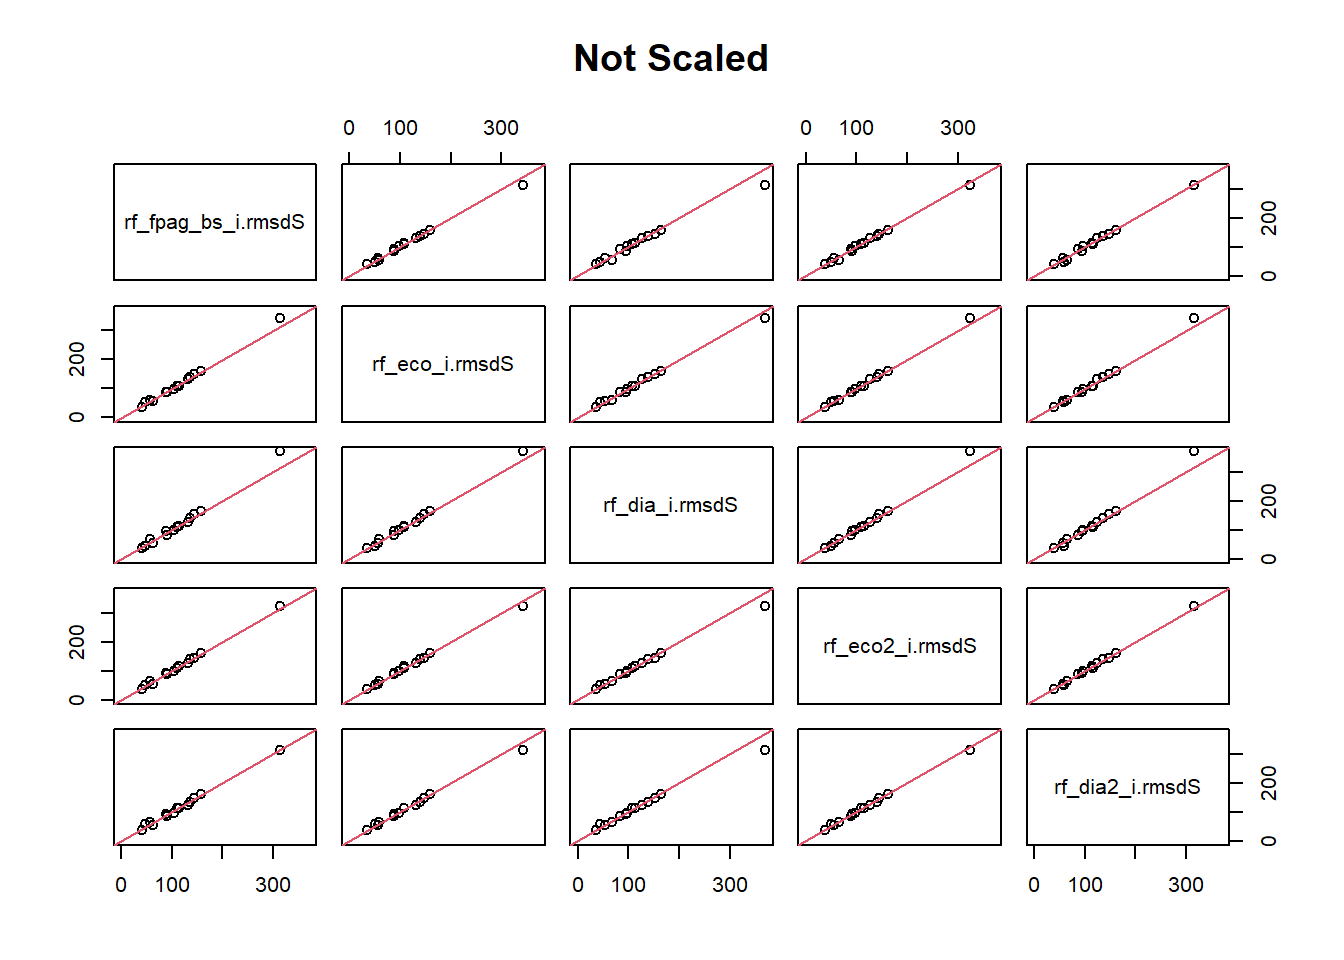 Not Scaled
0 100 300 0 100 300
rf_fpag_bs_i.rmsdS
0 200
rf_eco_i.rmsdS
0 200
rf_dia_i.rmsdS
0 200
rf_eco2_i.rmsdS
0 200
rf_dia2_i.rmsdS
0 200
0 100 300 0 100 300 0 100 300